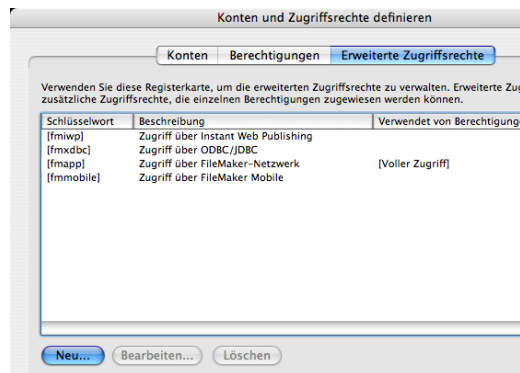 Konten und Zugriffsrechte definieren
Konten Berechtigungen Erweiterte Zugriffsrechte
Verwenden Sie diese Registerkarte, um die erweiterten Zugriffsrechte zu verwalten. Erweiterte
zusätzliche Zugriffsrechte, die einzelnen Berechtigungen zugewiesen werden können.
Schlüsselwort Beschreibung Verwendet von
[fmiwp] Zugriff über Instant Web Publishing
[fmxdbc] Zugriff über ODBC/JDBC
[fmapp] Zugriff über FileMaker-Netzwerk [Voller Zugriff]
[fmmobile] Zugriff über FileMaker Mobile
Neu... Bearbeiten... Löschen